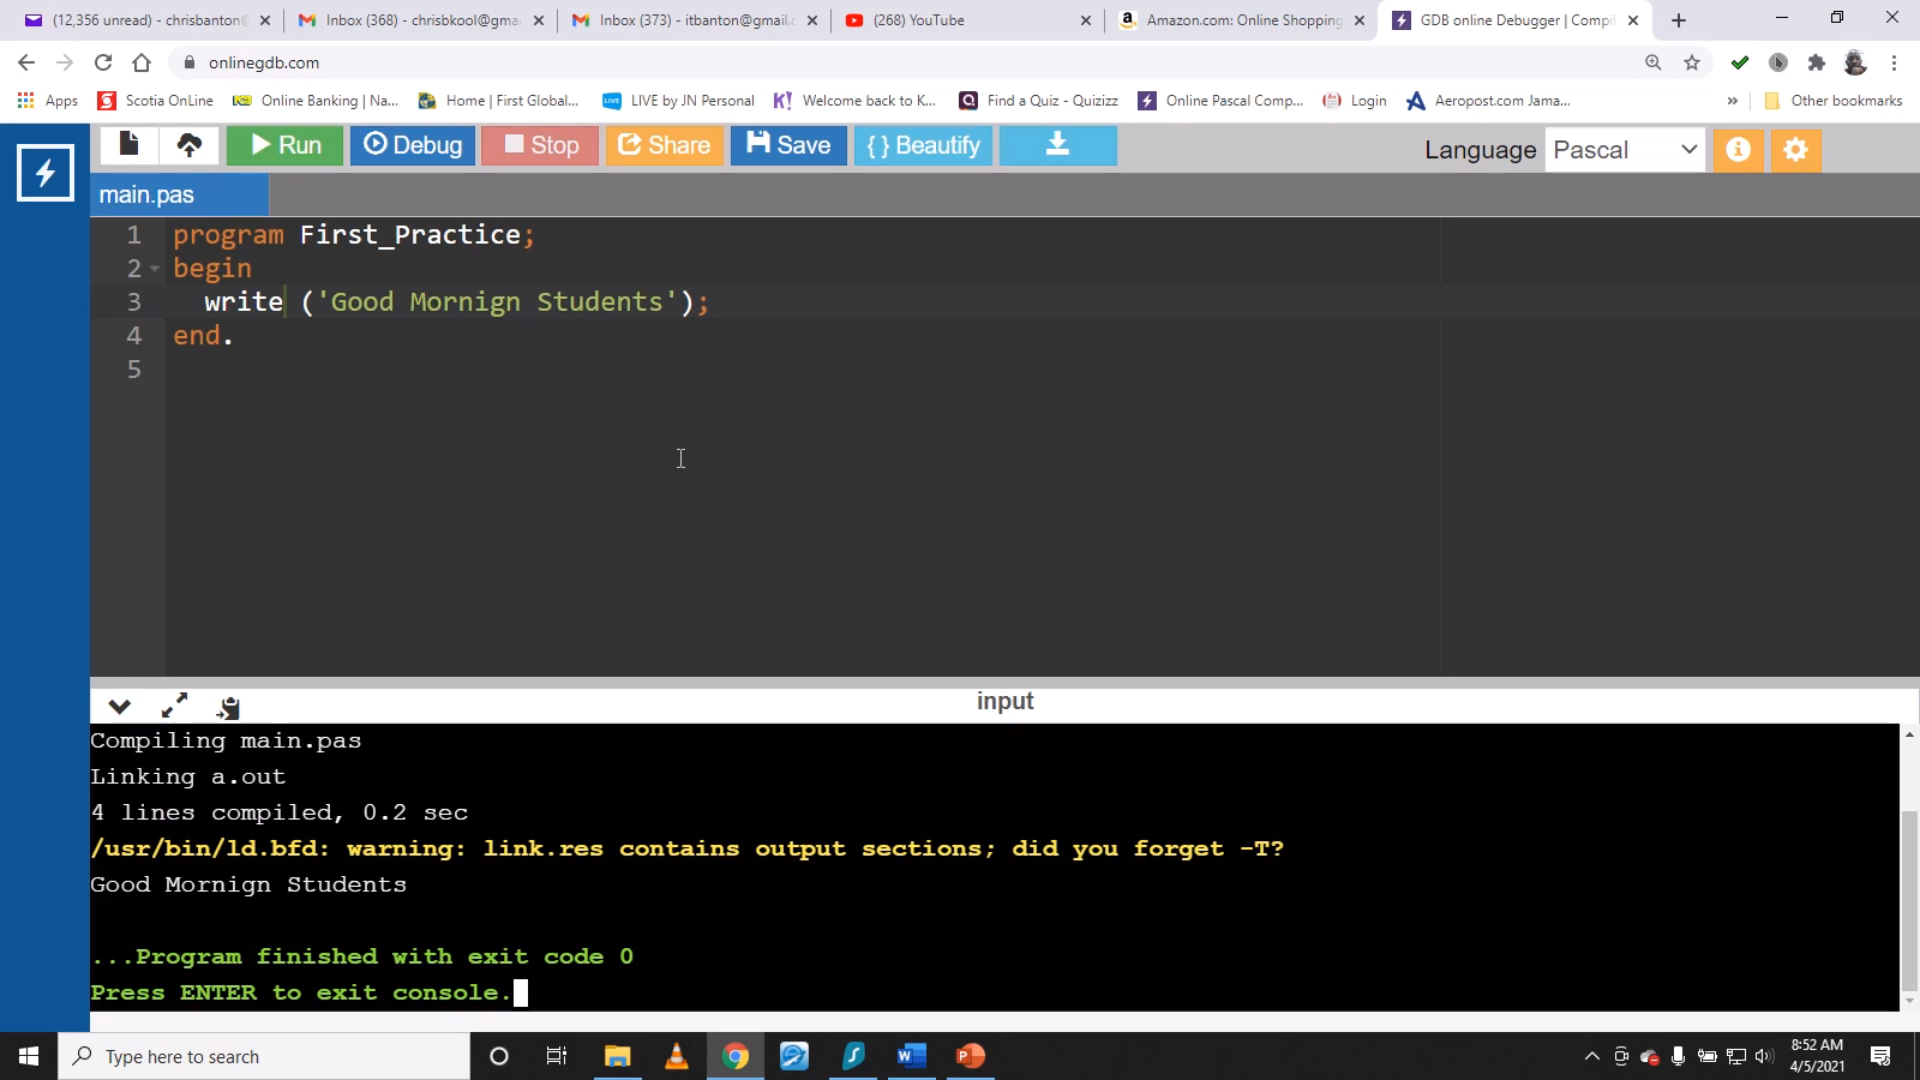 (12,356 unread) - chrisbanton@
Inbox (368) - chrisbkool@gma
Inbox (373) - itbanton@gmail.c
(268) YouTube
Amazon.com: Online Shopping
GDB online Debugger | Compil
onlinegdb.com
Apps
Scotia OnLine
Online Banking | Na...
Home | First Global...
LIVE by JN Personal
Welcome back to K...
Find a Quiz - Quizizz
Online Pascal Comp...
Login
Aeropost.com Jama...
»
Other bookmarks
Run
Debug
Stop
Share
Save
{ } Beautify
Language Pascal
main.pas
1 program First_Practice;
2 begin
3 write ('Good Mornign Students');
4 end.
5
input
Compiling main.pas
Linking a.out
4 lines compiled, 0.2 sec
/usr/bin/ld.bfd: warning: link.res contains output sections; did you forget -T?
Good Mornign Students
...Program finished with exit code 0
Press ENTER to exit console.
Type here to search
8:52 AM
4/5/2021